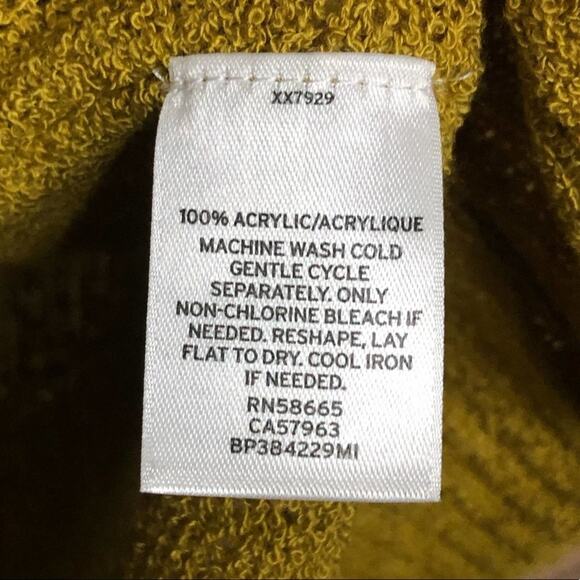 XX7929
100% ACRYLIC/ACRYLIQUE
MACHINE WASH COLD
GENTLE CYCLE
SEPARATELY. ONLY
NON-CHLORINE BLEACH IF
NEEDED. RESHAPE, LAY
FLAT TO DRY. COOL IRON
IF NEEDED.
RN58665
CA57963
BP384229MI